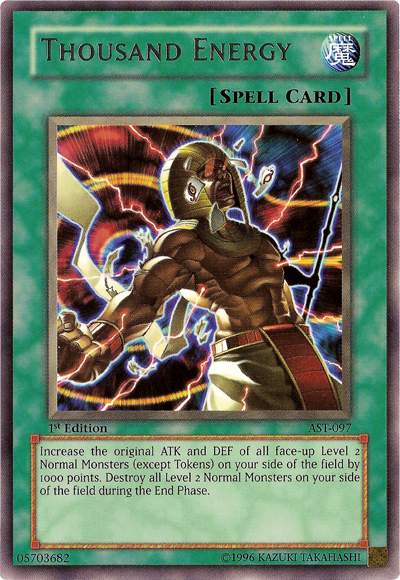 Thousand Energy
SPELL
魔
[Spell Card]
1st Edition
AST-097
Increase the original ATK and DEF of all face-up Level 2
Normal Monsters (except Tokens) on your side of the field by
1000 points. Destroy all Level 2 Normal Monsters on your side
of the field during the End Phase.
05703682
©1996 KAZUKI TAKAHASHI